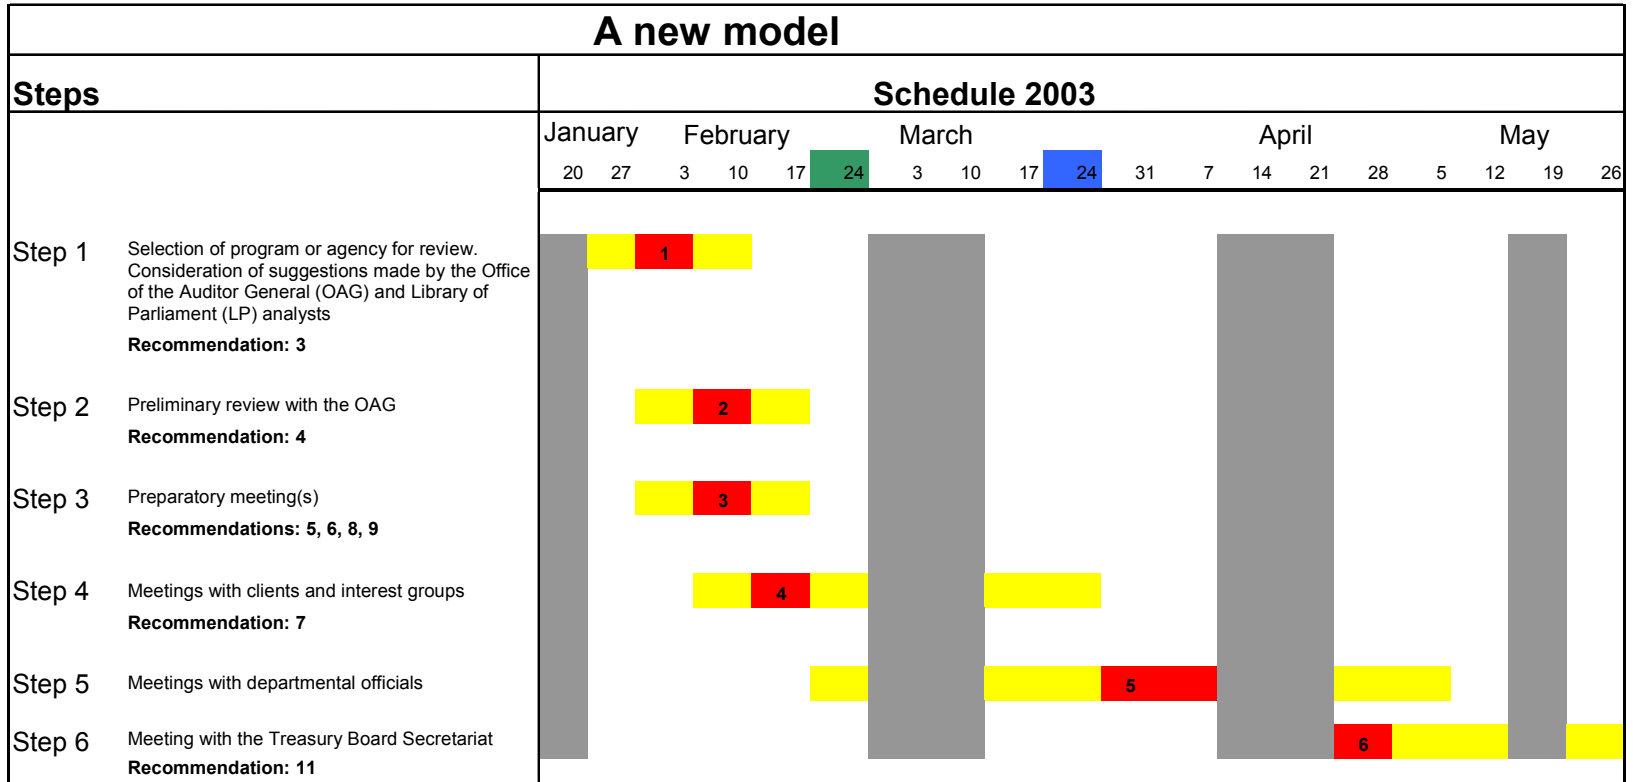 A new model
Steps
Schedule 2003
January February March April May
20 27 3 10 17 24 3 10 17 24 31 7 14 21 28 5 12 19 26
Step 1
Selection of program or agency for review.
Consideration of suggestions made by the Office
of the Auditor General (OAG) and Library of
Parliament (LP) analysts
Recommendation: 3
1
Step 2
Preliminary review with the OAG
Recommendation: 4
2
Step 3
Preparatory meeting(s)
Recommendations: 5, 6, 8, 9
3
Step 4
Meetings with clients and interest groups
Recommendation: 7
4
Step 5
Meetings with departmental officials
5
Step 6
Meeting with the Treasury Board Secretariat
Recommendation: 11
6